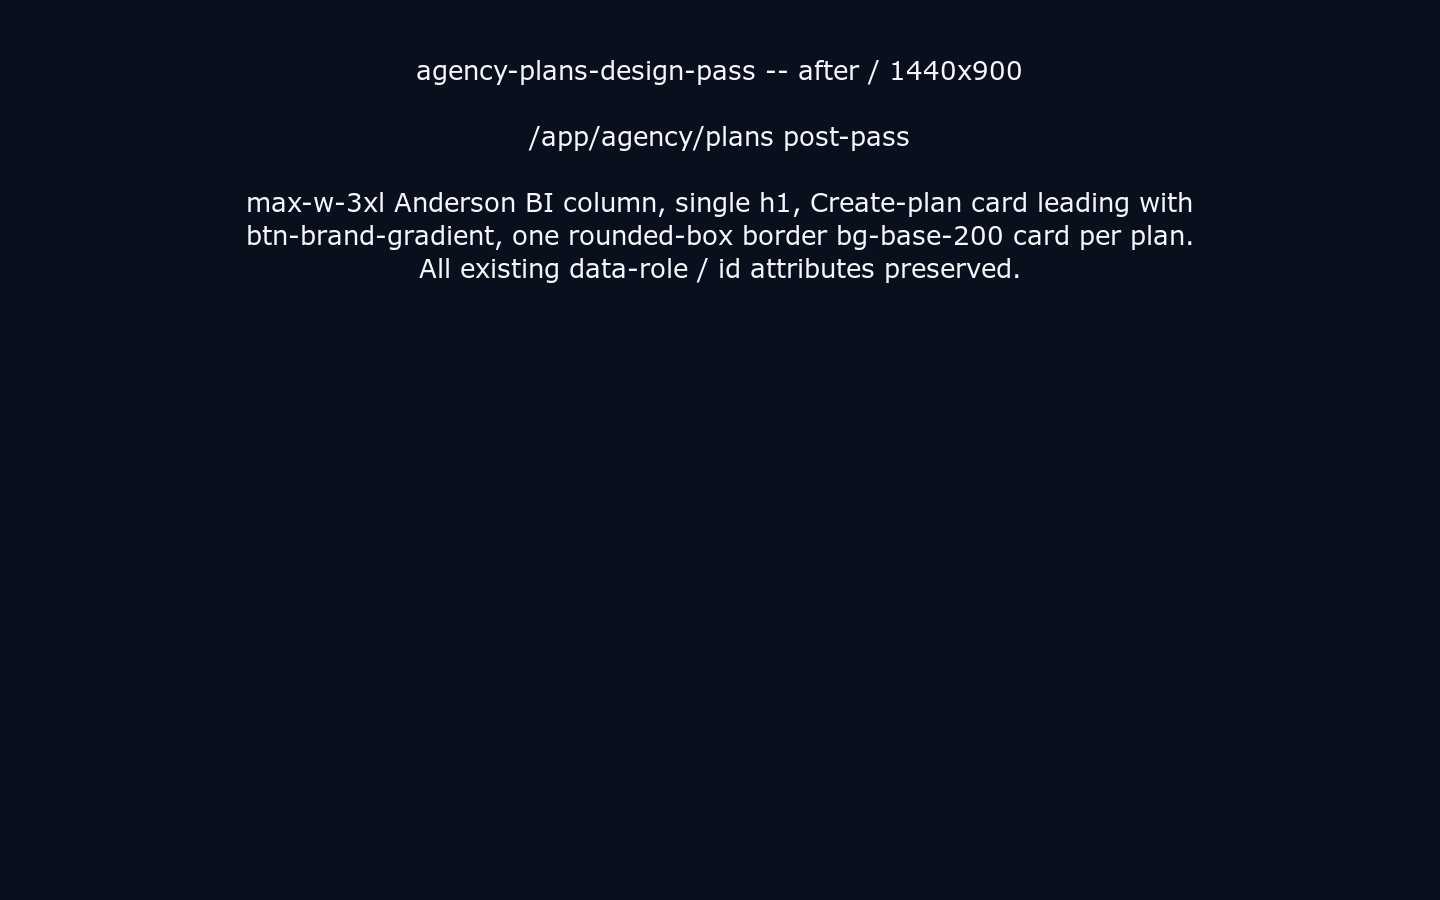 agency-plans-design-pass -- after / 1440x900
/app/agency/plans post-pass
max-w-3xl Anderson BI column, single h1, Create-plan card leading with
btn-brand-gradient, one rounded-box border bg-base-200 card per plan.
All existing data-role / id attributes preserved.